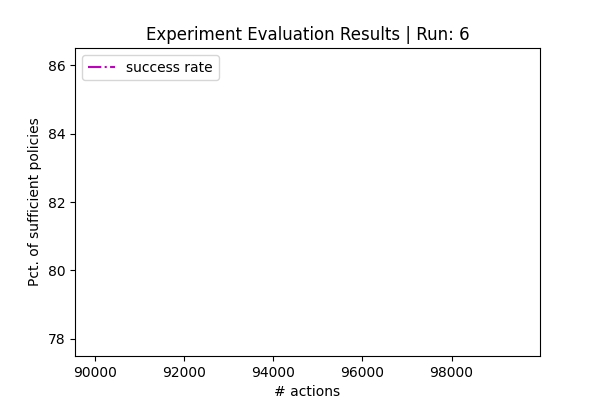 Experiment Evaluation Results | Run: 6
success rate
Pct. of sufficient policies
86
84
82
80
78
90000 92000 94000 96000 98000
# actions